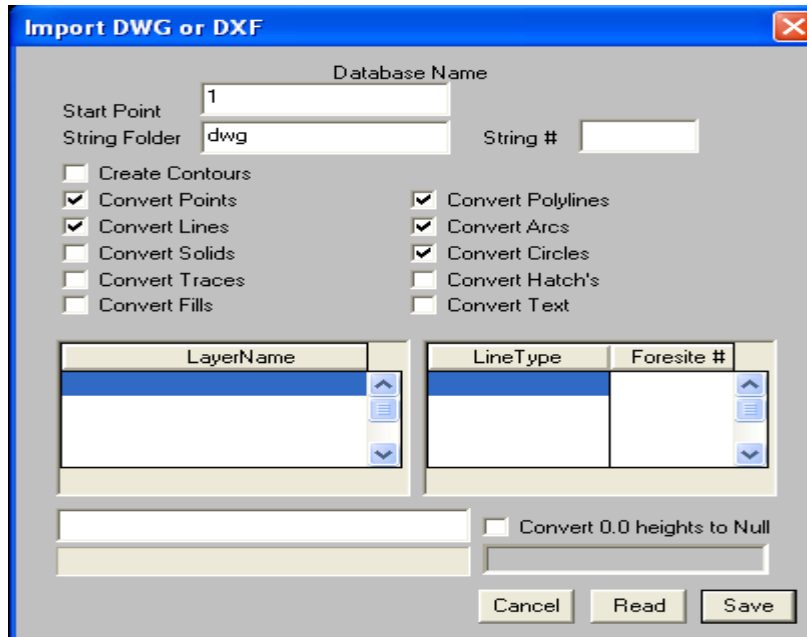 Import DWG or DXF
Database Name
Start Point 1
String Folder dwg String #
Create Contours
Convert Points Convert Polylines
Convert Lines Convert Arcs
Convert Solids Convert Circles
Convert Traces Convert Hatch's
Convert Fills Convert Text
LayerName LineType Foresite #
Convert 0.0 heights to Null
Cancel Read Save